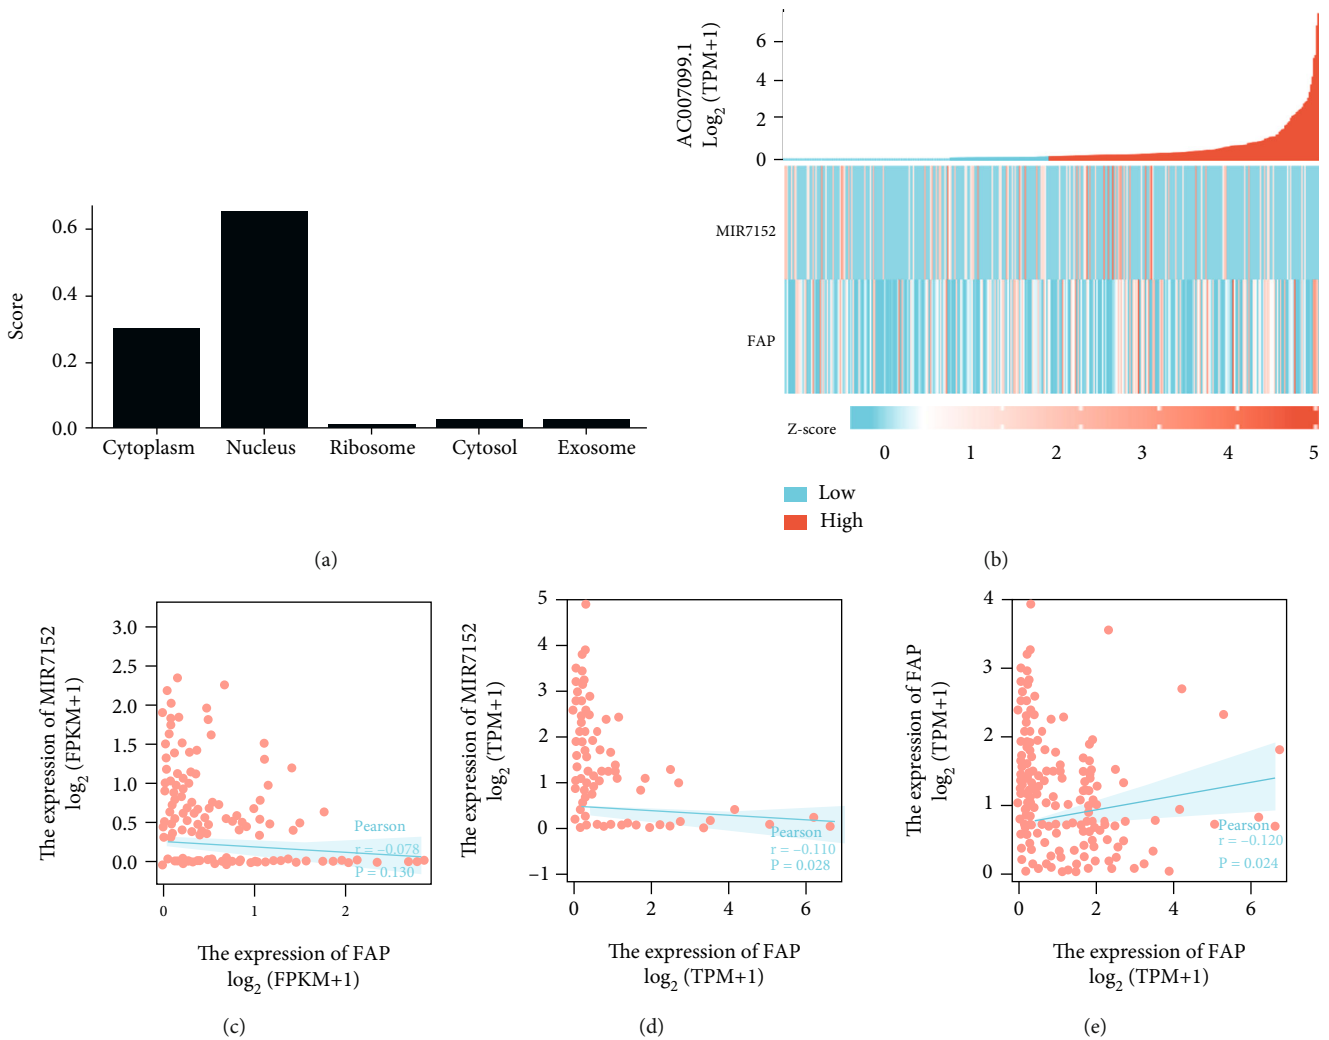 0.6
0.4
0.2
0.0
Score
Cytoplasm Nucleus Ribosome Cytosol Exosome
(a)
AC007099.1
Log2 (TPM+1)
6
4
2
0
MIR7152
FAP
Z-score
0 1 2 3 4 5
Low
High
(b)
The expression of MIR7152
log2 (FPKM+1)
3.0
2.5
2.0
1.5
1.0
0.5
0.0
Pearson
r = −0.078
P = 0.130
0 1 2
The expression of FAP
log2 (FPKM+1)
(c)
The expression of MIR7152
log2 (TPM+1)
5
4
3
2
1
0
−1
Pearson
r = −0.110
P = 0.028
0 2 4 6
The expression of FAP
log2 (TPM+1)
(d)
The expression of FAP
log2 (TPM+1)
4
3
2
1
0
Pearson
r = −0.120
P = 0.024
0 2 4 6
The expression of FAP
log2 (TPM+1)
(e)